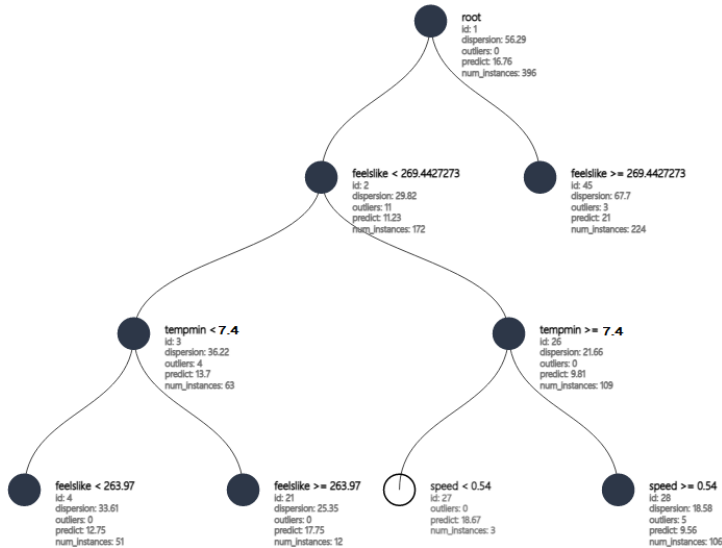 root
id: 1
dispersion: 56.29
outliers: 0
predict: 16.76
num_instances: 396
feelslike < 269.4427273
id: 2
dispersion: 29.82
outliers: 11
predict: 11.23
num_instances: 172
feelslike >= 269.4427273
id: 45
dispersion: 67.7
outliers: 3
predict: 21
num_instances: 224
tempmin < 7.4
id: 3
dispersion: 36.22
outliers: 4
predict: 13.7
num_instances: 63
tempmin >= 7.4
id: 26
dispersion: 21.66
outliers: 0
predict: 9.81
num_instances: 109
feelslike < 263.97
id: 4
dispersion: 33.61
outliers: 0
predict: 12.75
num_instances: 51
feelslike >= 263.97
id: 21
dispersion: 25.35
outliers: 0
predict: 17.75
num_instances: 12
speed < 0.54
id: 27
outliers: 0
predict: 18.67
num_instances: 3
speed >= 0.54
id: 28
dispersion: 18.58
outliers: 5
predict: 9.56
num_instances: 106